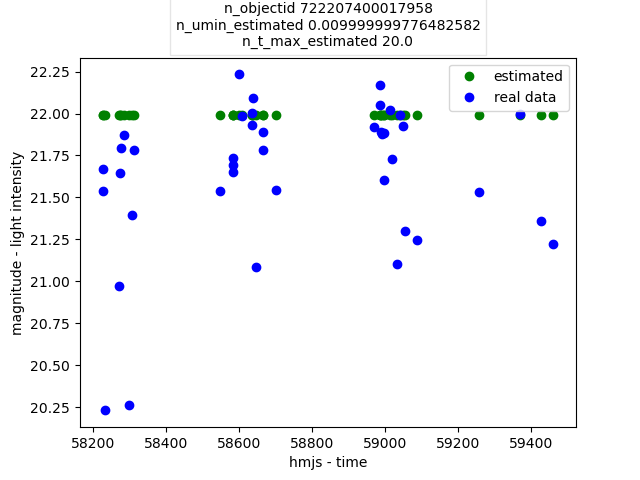 n_objectid 722207400017958
n_umin_estimated 0.009999999776482582
n_t_max_estimated 20.0
estimated
real data
22.25
22.00
21.75
21.50
21.25
21.00
20.75
20.50
20.25
magnitude - light intensity
58200
58400
58600
58800
59000
59200
59400
hmjs - time